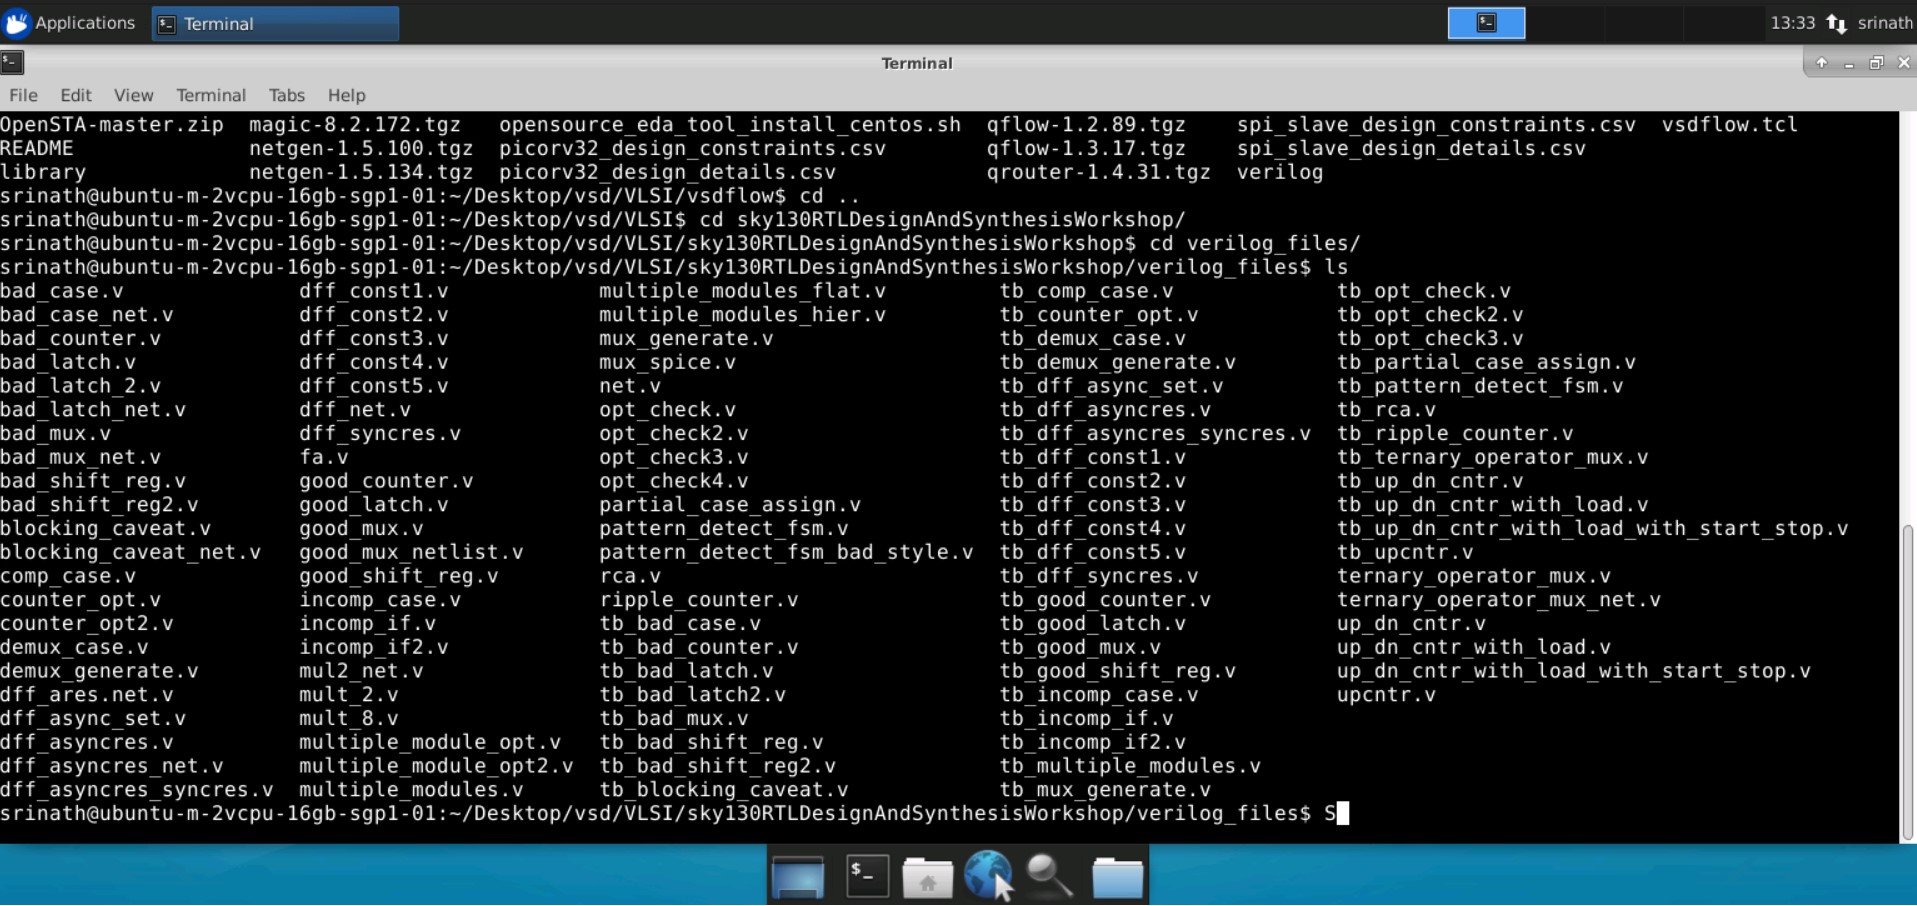 Applications Terminal 13:33 srinath
Terminal
File Edit View Terminal Tabs Help
OpenSTA-master.zip magic-8.2.172.tgz opensource_eda_tool_install_centos.sh qflow-1.2.89.tgz spi_slave_design_constraints.csv vsdflow.tcl
README netgen-1.5.100.tgz picorv32_design_constraints.csv qflow-1.3.17.tgz spi_slave_design_details.csv
library netgen-1.5.134.tgz picorv32_design_details.csv qrouter-1.4.31.tgz verilog
srinath@ubuntu-m-2vcpu-16gb-sgp1-01:~/Desktop/vsd/VLSI/vsdflow$ cd ..
srinath@ubuntu-m-2vcpu-16gb-sgp1-01:~/Desktop/vsd/VLSI$ cd sky130RTLDesignAndSynthesisWorkshop/
srinath@ubuntu-m-2vcpu-16gb-sgp1-01:~/Desktop/vsd/VLSI/sky130RTLDesignAndSynthesisWorkshop$ cd verilog_files/
srinath@ubuntu-m-2vcpu-16gb-sgp1-01:~/Desktop/vsd/VLSI/sky130RTLDesignAndSynthesisWorkshop/verilog_files$ ls
bad_case.v dff_const1.v multiple_modules_flat.v tb_comp_case.v tb_opt_check.v
bad_case_net.v dff_const2.v multiple_modules_hier.v tb_counter_opt.v tb_opt_check2.v
bad_counter.v dff_const3.v mux_generate.v tb_demux_case.v tb_opt_check3.v
bad_latch.v dff_const4.v mux_spice.v tb_demux_generate.v tb_partial_case_assign.v
bad_latch_2.v dff_const5.v net.v tb_dff_async_set.v tb_pattern_detect_fsm.v
bad_latch_net.v dff_net.v opt_check.v tb_dff_asyncres.v tb_rca.v
bad_mux.v dff_syncres.v opt_check2.v tb_dff_asyncres_syncres.v tb_ripple_counter.v
bad_mux_net.v fa.v opt_check3.v tb_dff_const1.v tb_ternary_operator_mux.v
bad_shift_reg.v good_counter.v opt_check4.v tb_dff_const2.v tb_up_dn_cntr.v
bad_shift_reg2.v good_latch.v partial_case_assign.v tb_dff_const3.v tb_up_dn_cntr_with_load.v
blocking_caveat.v good_mux.v pattern_detect_fsm.v tb_dff_const4.v tb_up_dn_cntr_with_load_with_start_stop.v
blocking_caveat_net.v good_mux_netlist.v pattern_detect_fsm_bad_style.v tb_dff_const5.v tb_upcntr.v
comp_case.v good_shift_reg.v rca.v tb_dff_syncres.v ternary_operator_mux.v
counter_opt.v incomp_case.v ripple_counter.v tb_good_counter.v ternary_operator_mux_net.v
counter_opt2.v incomp_if.v tb_bad_case.v tb_good_latch.v up_dn_cntr.v
demux_case.v incomp_if2.v tb_bad_counter.v tb_good_mux.v up_dn_cntr_with_load.v
demux_generate.v mul2_net.v tb_bad_latch.v tb_good_shift_reg.v up_dn_cntr_with_load_with_start_stop.v
dff_ares.net.v mult_2.v tb_bad_latch2.v tb_incomp_case.v upcntr.v
dff_async_set.v mult_8.v tb_bad_mux.v tb_incomp_if.v
dff_asyncres.v multiple_module_opt.v tb_bad_shift_reg.v tb_incomp_if2.v
dff_asyncres_net.v multiple_module_opt2.v tb_bad_shift_reg2.v tb_multiple_modules.v
dff_asyncres_syncres.v multiple_modules.v tb_blocking_caveat.v tb_mux_generate.v
srinath@ubuntu-m-2vcpu-16gb-sgp1-01:~/Desktop/vsd/VLSI/sky130RTLDesignAndSynthesisWorkshop/verilog_files$ S